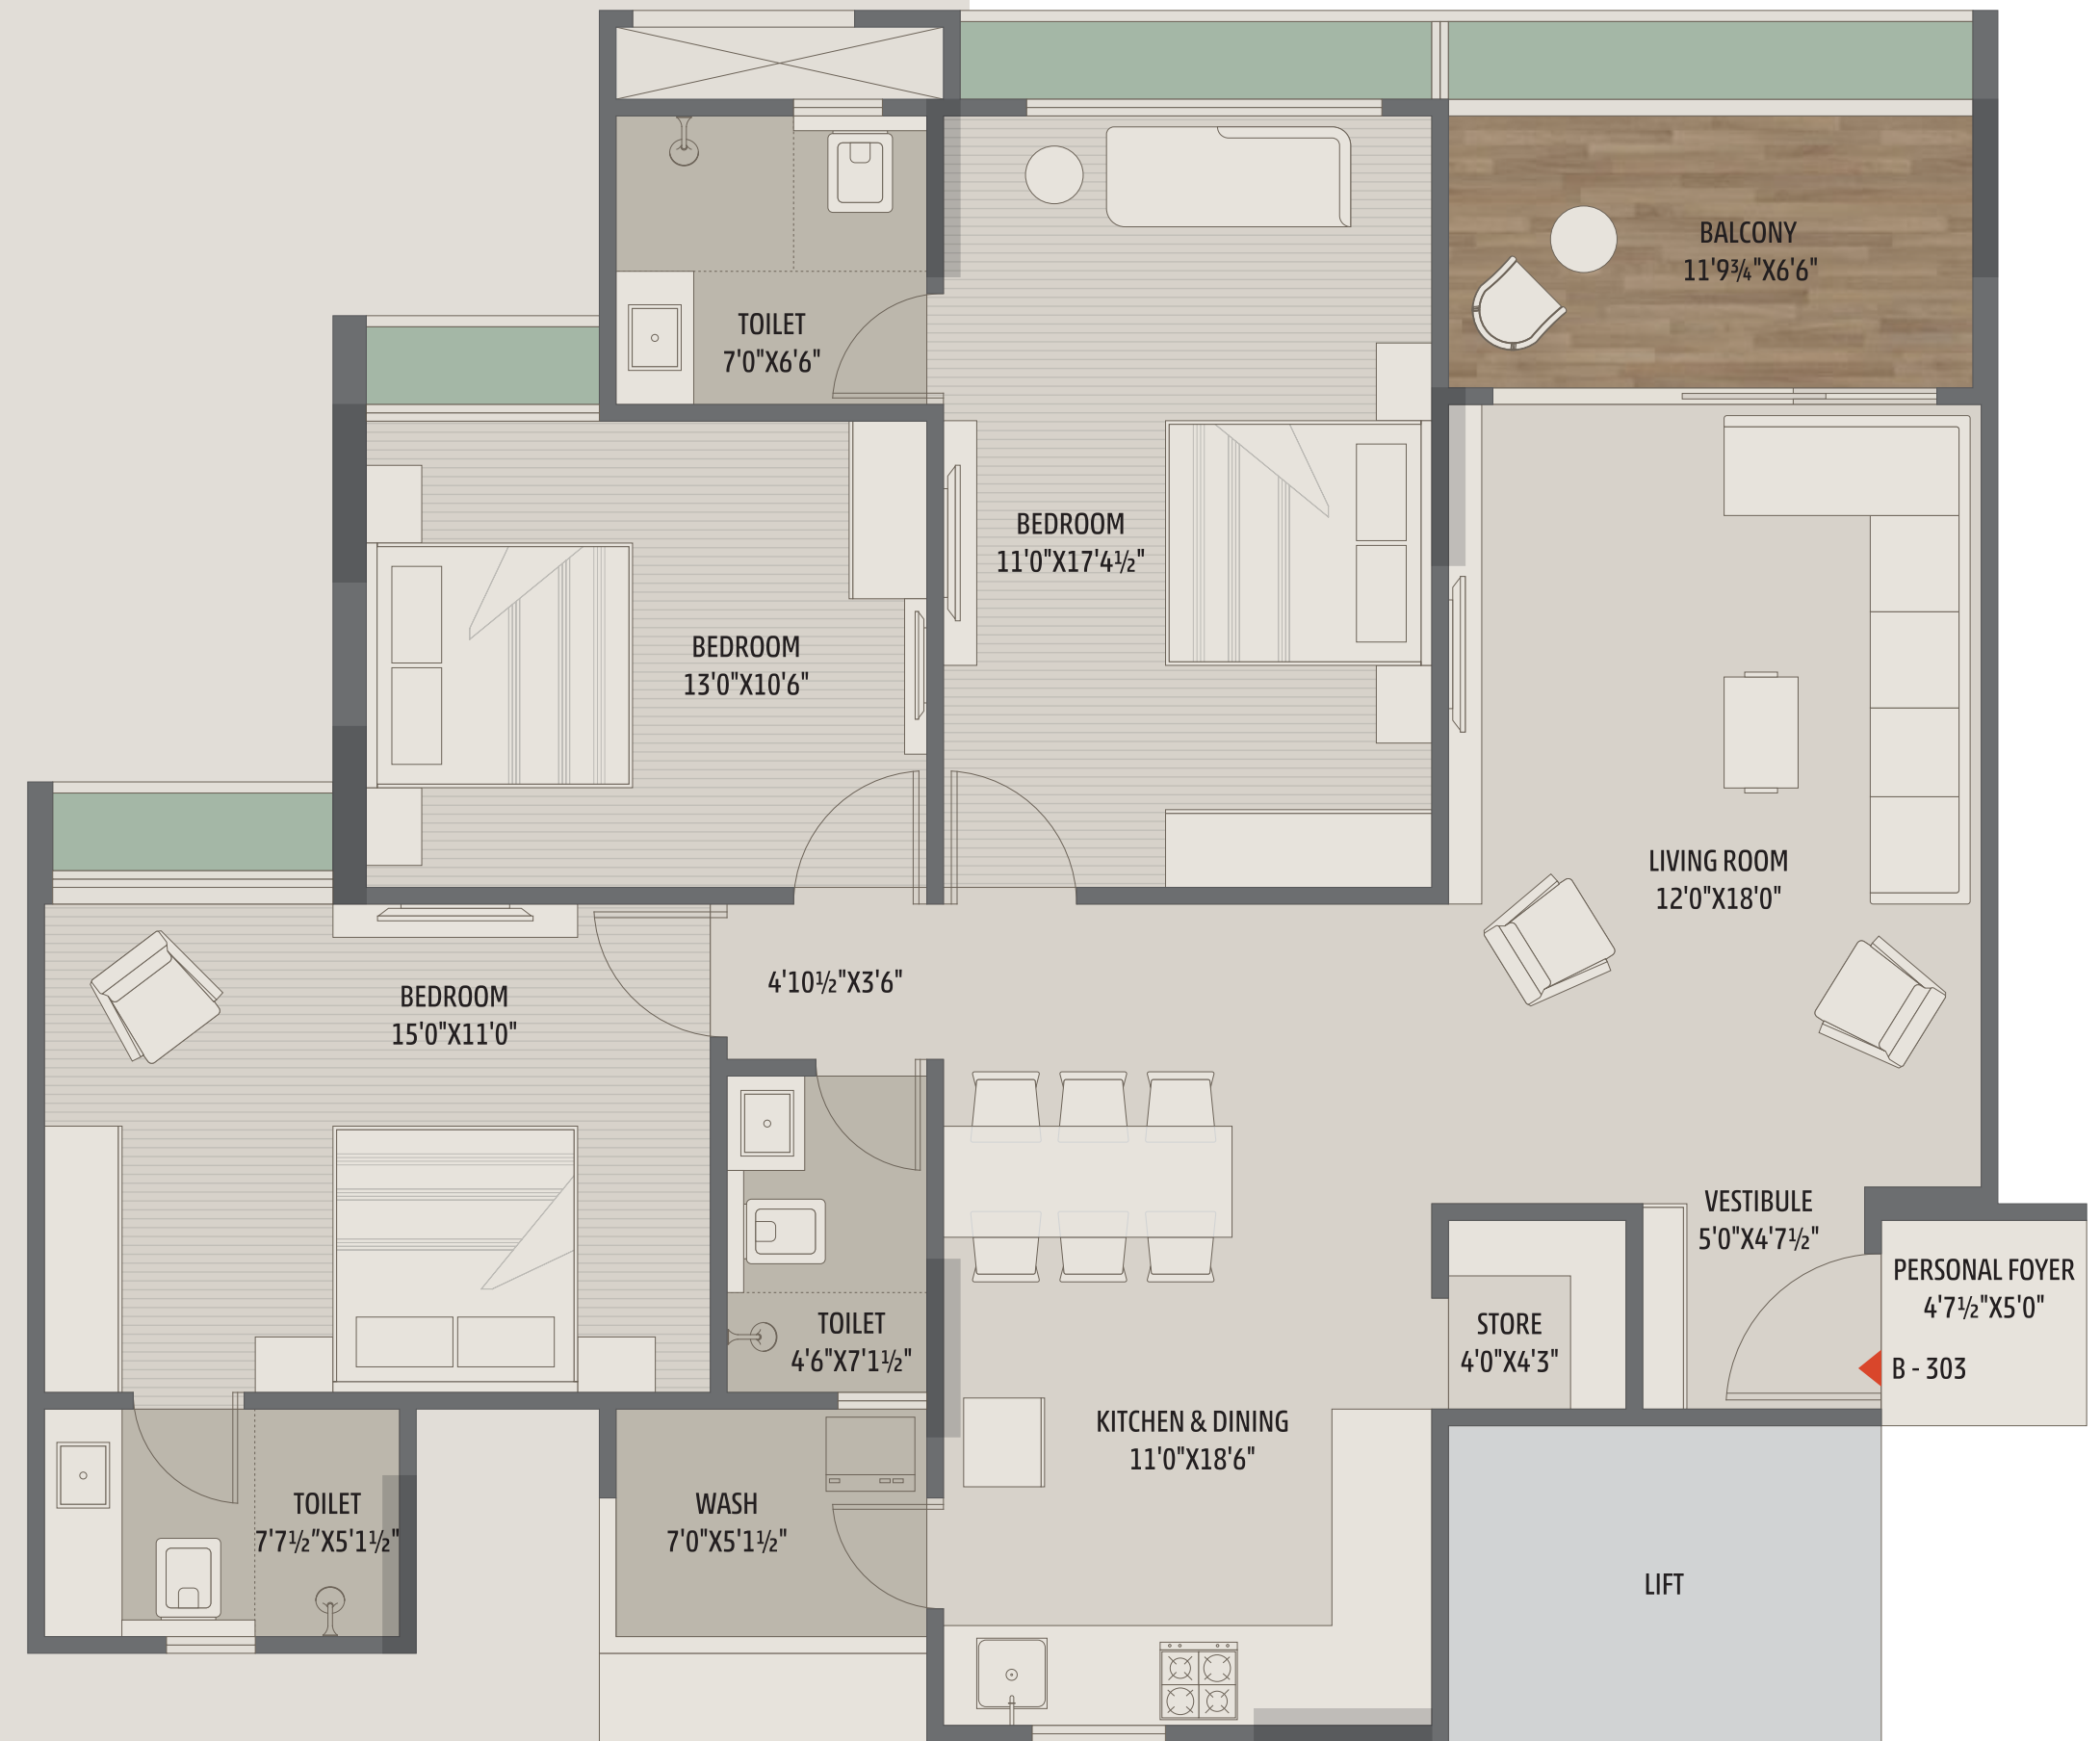 BALCONY
11'9¾"X6'6"
TOILET
7'0"X6'6"
BEDROOM
11'0"X17'4½"
BEDROOM
13'0"X10'6"
LIVING ROOM
12'0"X18'0"
4'10½"X3'6"
BEDROOM
15'0"X11'0"
VESTIBULE
5'0"X4'7½"
PERSONAL FOYER
4'7½"X5'0"
B - 303
STORE
4'0"X4'3"
TOILET
4'6"X7'1½"
KITCHEN & DINING
11'0"X18'6"
TOILET
7'7½"X5'1½"
WASH
7'0"X5'1½"
LIFT